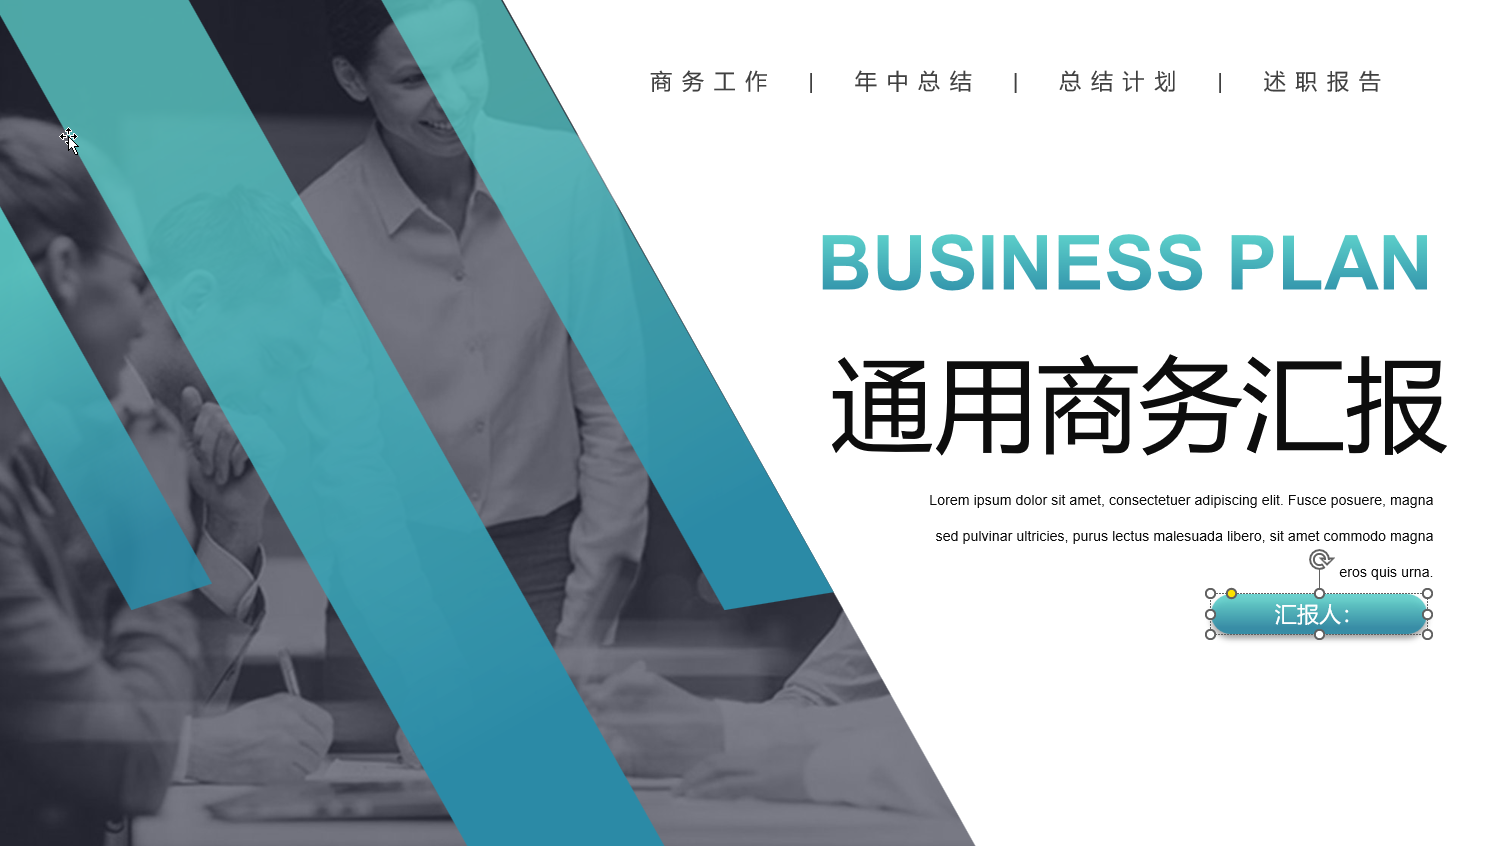 商务工作 | 年中总结 | 总结计划 | 述职报告
BUSINESS PLAN
通用商务汇报
Lorem ipsum dolor sit amet, consectetuer adipiscing elit. Fusce posuere, magna
sed pulvinar ultricies, purus lectus malesuada libero, sit amet commodo magna
eros quis urna.
汇报人：